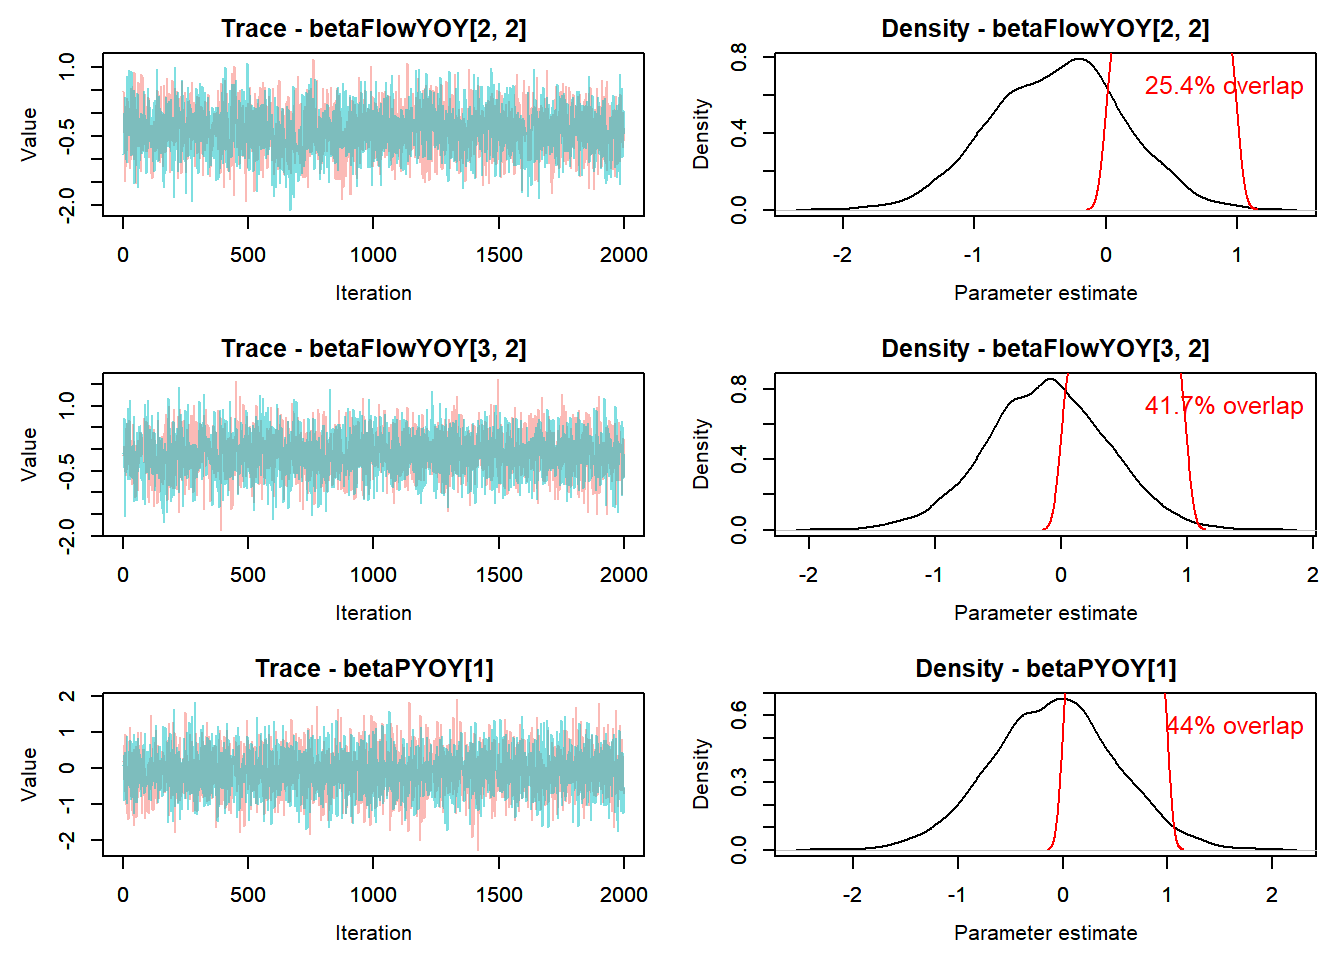 Trace - betaFlowYOY[2, 2]
Value
1.0
-0.5
-2.0
0 500 1000 1500 2000
Iteration
Density - betaFlowYOY[2, 2]
Density
0.8
0.4
0.0
25.4% overlap
-2 -1 0 1
Parameter estimate
Trace - betaFlowYOY[3, 2]
Value
1.0
-0.5
-2.0
0 500 1000 1500 2000
Iteration
Density - betaFlowYOY[3, 2]
Density
0.8
0.4
0.0
41.7% overlap
-2 -1 0 1 2
Parameter estimate
Trace - betaPYOY[1]
Value
2
1
0
-1
-2
0 500 1000 1500 2000
Iteration
Density - betaPYOY[1]
Density
0.6
0.3
0.0
44% overlap
-2 -1 0 1 2
Parameter estimate